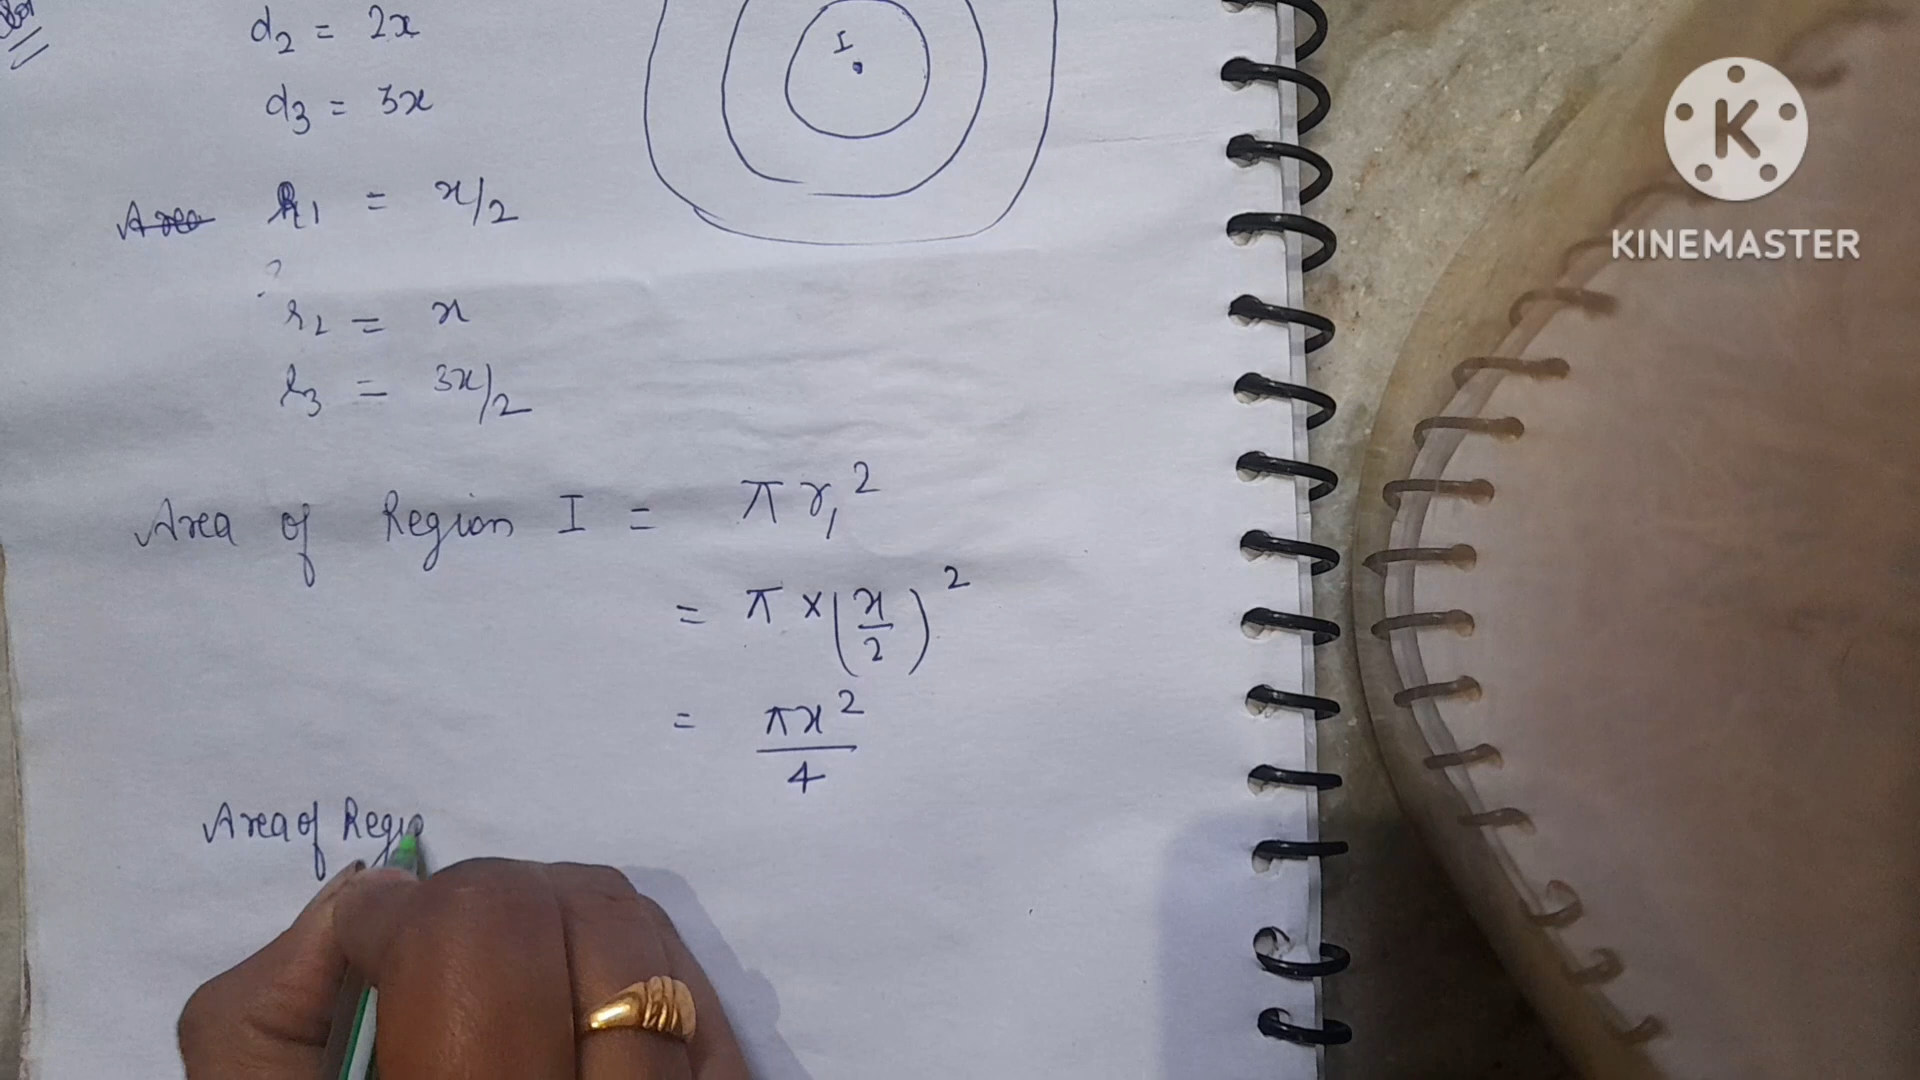 Sol
d2 = 2x
d3 = 3x
I
Area r1 = x/2
r2 = x
r3 = 3x/2
Area of Region I = πr1²
= π × (x/2)²
= πx²/4
Area of Regio
K
KINEMASTER